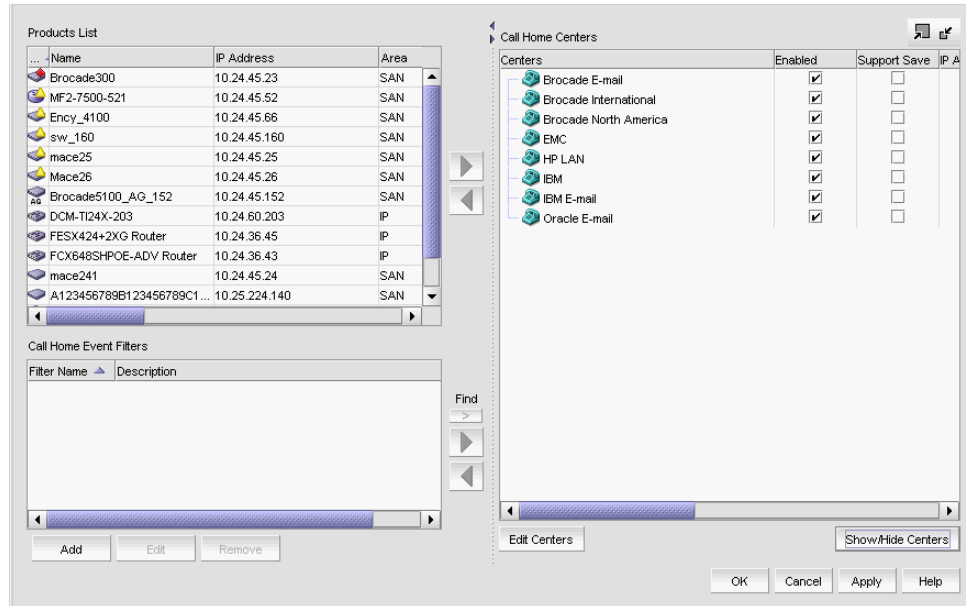 Products List
... Name IP Address Area
Brocade300 10.24.45.23 SAN
MF2-7500-521 10.24.45.52 SAN
Ency_4100 10.24.45.66 SAN
sw_160 10.24.45.160 SAN
mace25 10.24.45.25 SAN
Mace26 10.24.45.26 SAN
AG Brocade5100_AG_152 10.24.45.152 SAN
DCM-TI24X-203 10.24.60.203 IP
FESX424+2XG Router 10.24.36.45 IP
FCX648SHPOE-ADV Router 10.24.36.43 IP
mace241 10.24.45.24 SAN
A123456789B123456789C1... 10.25.224.140 SAN
Call Home Event Filters
Filter Name Description
Add Edit Remove
Find
>
Call Home Centers
Centers Enabled Support Save IP A
Brocade E-mail
Brocade International
Brocade North America
EMC
HP LAN
IBM
IBM E-mail
Oracle E-mail
Edit Centers Show/Hide Centers
OK Cancel Apply Help